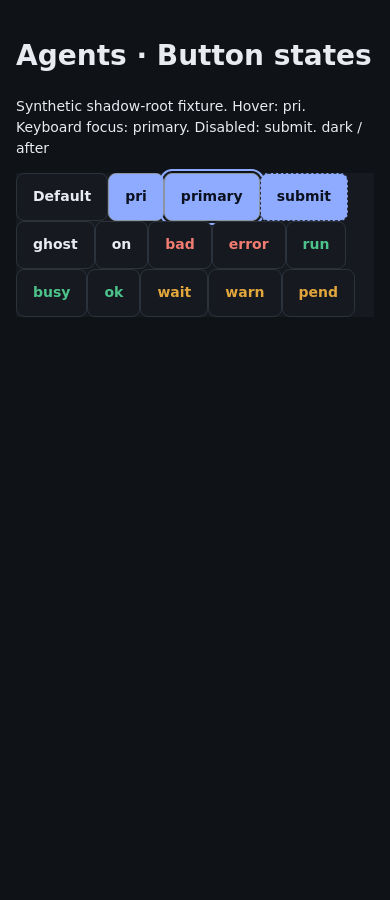 Agents · Button states
Synthetic shadow-root fixture. Hover: pri.
Keyboard focus: primary. Disabled: submit. dark /
after
Default pri primary submit
ghost on bad error run
busy ok wait warn pend